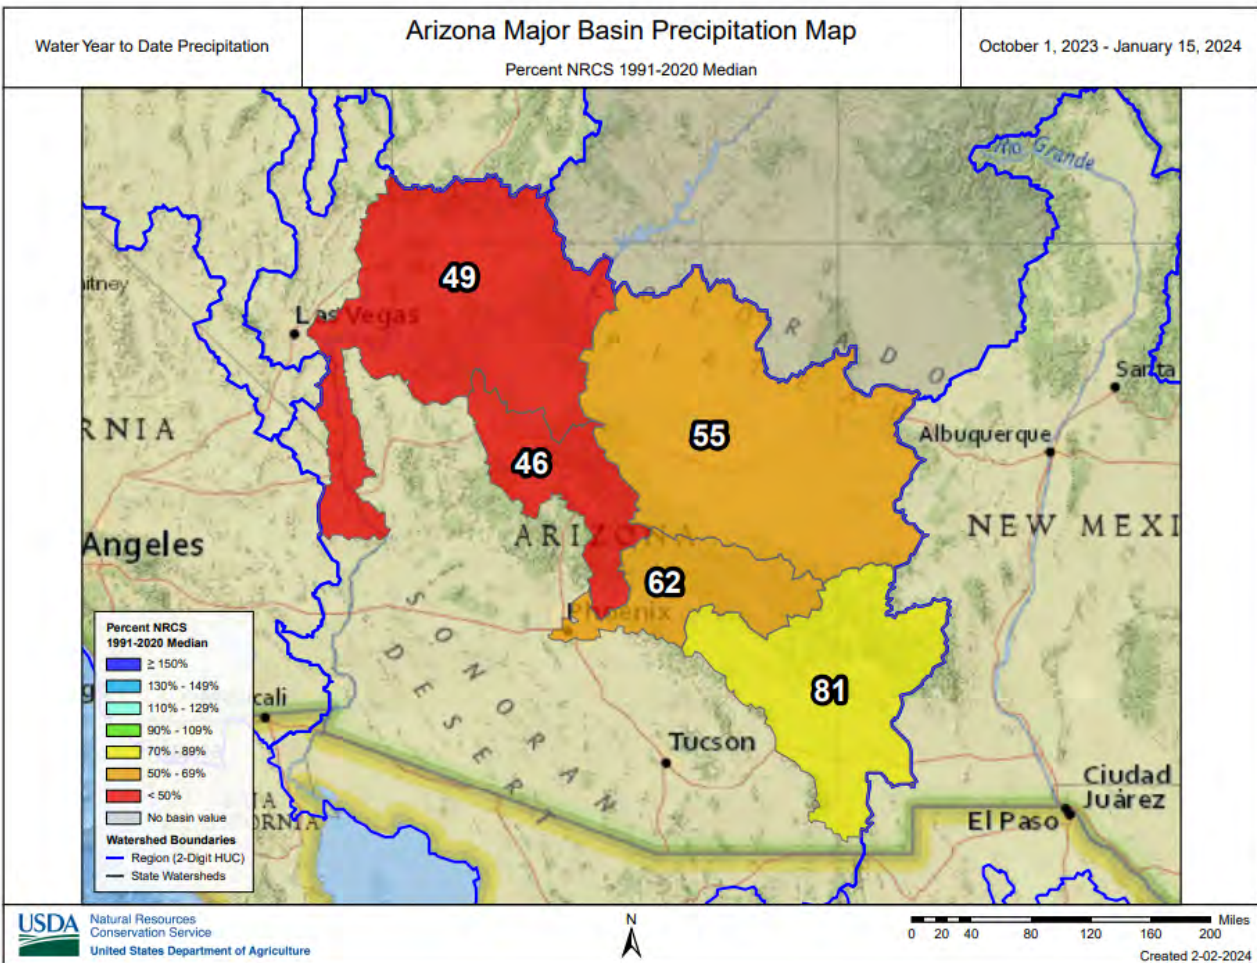 Water Year to Date Precipitation
Arizona Major Basin Precipitation Map
Percent NRCS 1991-2020 Median
October 1, 2023 - January 15, 2024
Rio Grande
49
Las Vegas
COLORADO
Santa
RNIA
55
Albuquerque
46
ARIZONA
NEW MEXI
Angeles
62
Phoenix
SONORAN
DESERT
81
cali
Tucson
Ciudad
Juárez
El Paso
ORNIA
Percent NRCS
1991-2020 Median
≥ 150%
130% - 149%
110% - 129%
90% - 109%
70% - 89%
50% - 69%
< 50%
No basin value
Watershed Boundaries
Region (2-Digit HUC)
State Watersheds
USDA
Natural Resources
Conservation Service
United States Department of Agriculture
N
Miles
0 20 40 80 120 160 200
Created 2-02-2024